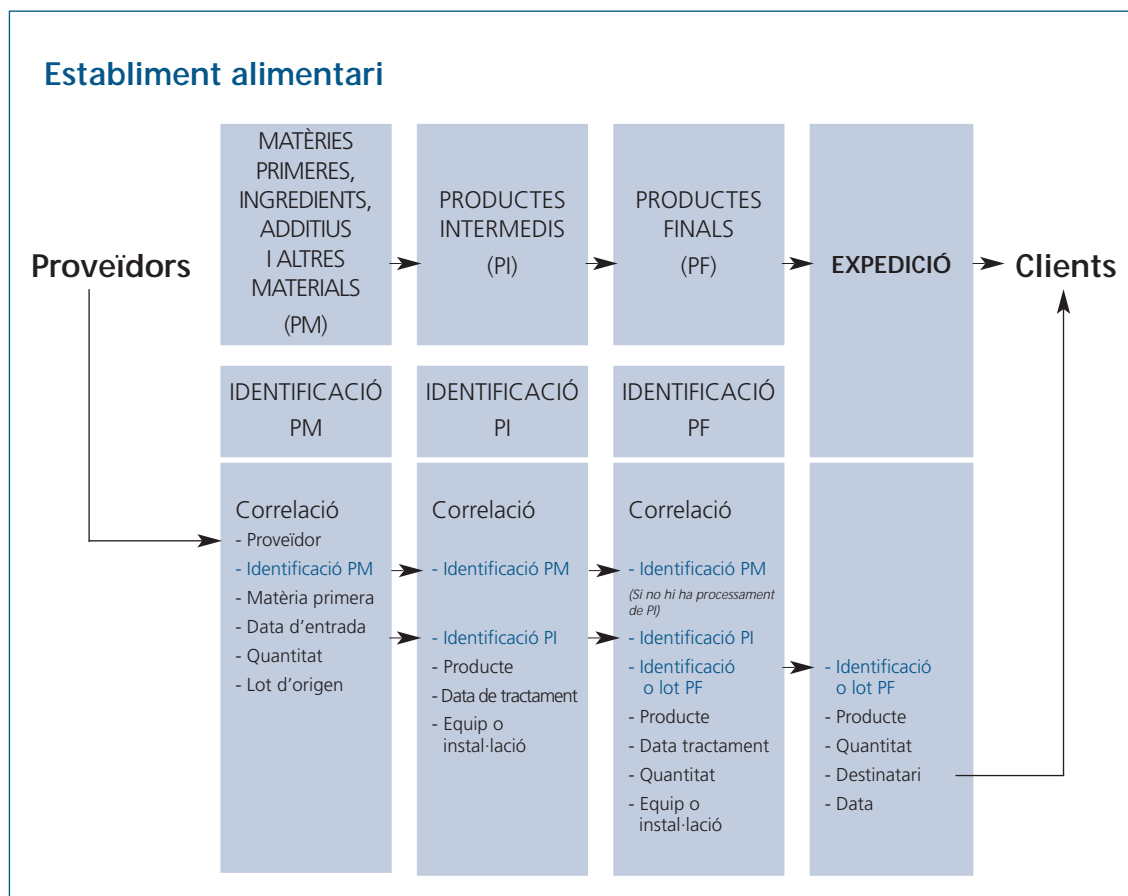 Establiment alimentari
Proveïdors
MATÈRIES
PRIMERES,
INGREDIENTS,
ADDITIUS
I ALTRES
MATERIALS
(PM)
PRODUCTES
INTERMEDIS
(PI)
PRODUCTES
FINALS
(PF)
EXPEDICIÓ
Clients
IDENTIFICACIÓ
PM
IDENTIFICACIÓ
PI
IDENTIFICACIÓ
PF
Correlació
- Proveïdor
- Identificació PM
- Matèria primera
- Data d’entrada
- Quantitat
- Lot d’origen
Correlació
- Identificació PM
- Identificació PI
- Producte
- Data de tractament
- Equip o
instal·lació
Correlació
- Identificació PM
(Si no hi ha processament
de PI)
- Identificació PI
- Identificació
o lot PF
- Producte
- Data tractament
- Quantitat
- Equip o
instal·lació
- Identificació
o lot PF
- Producte
- Quantitat
- Destinatari
- Data